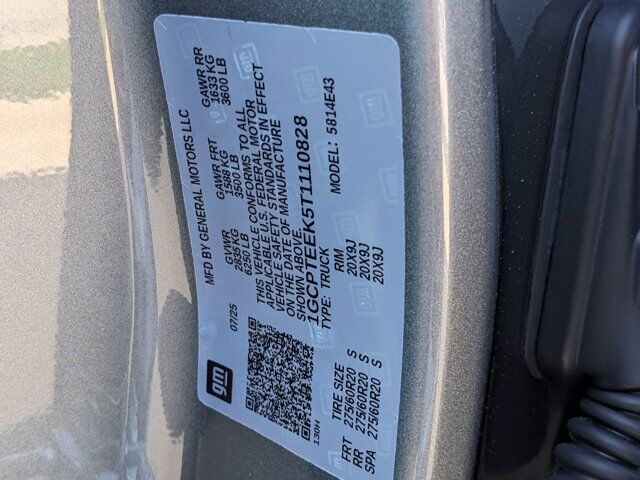 MFD BY GENERAL MOTORS LLC
07/25
GVWR GAWR FRT GAWR RR
2835 KG 1588 KG 1633 KG
6250 LB 3500 LB 3600 LB
THIS VEHICLE CONFORMS TO ALL
APPLICABLE U.S. FEDERAL MOTOR
VEHICLE SAFETY STANDARDS IN EFFECT
ON THE DATE OF MANUFACTURE
SHOWN ABOVE.
1GCPTEEK5T1110828
TYPE: TRUCK MODEL: 5814E43
gm
130H
TIRE SIZE RIM
FRT 275/60R20 S 20X9J
RR 275/60R20 S 20X9J
SPA 275/60R20 S 20X9J